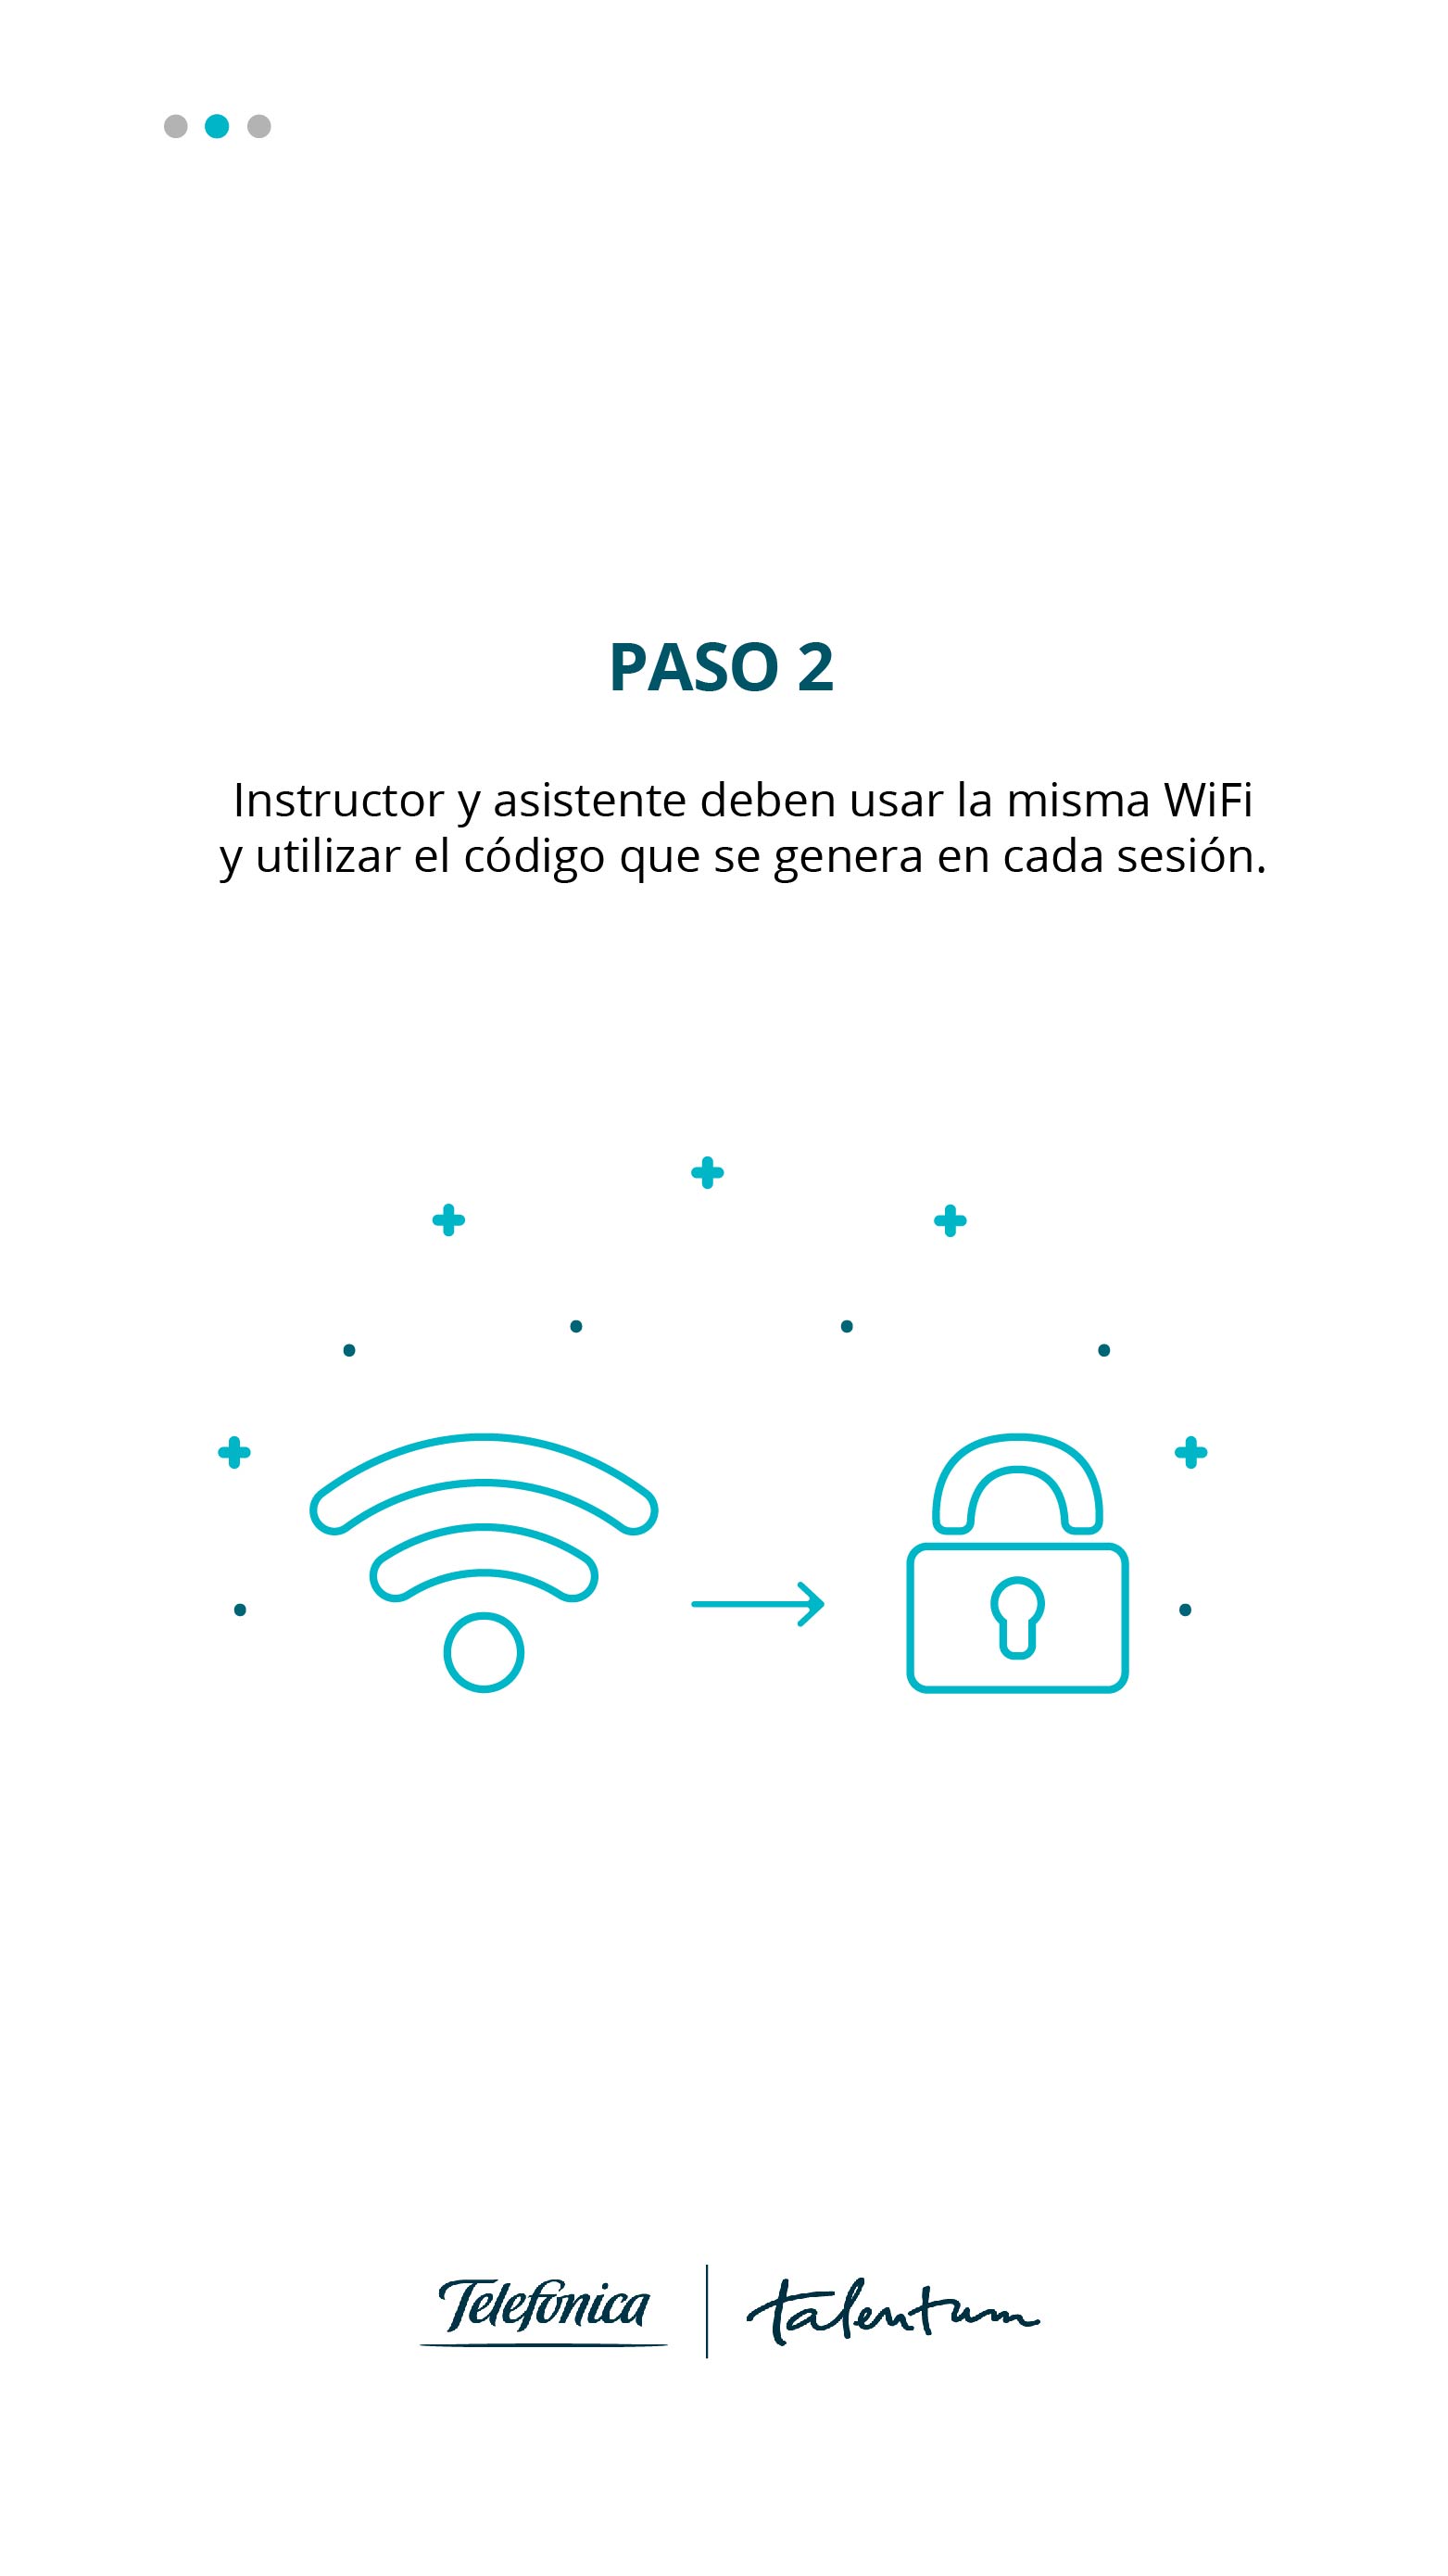 PASO 2
Instructor y asistente deben usar la misma WiFi
y utilizar el código que se genera en cada sesión.
Telefónica
talentum